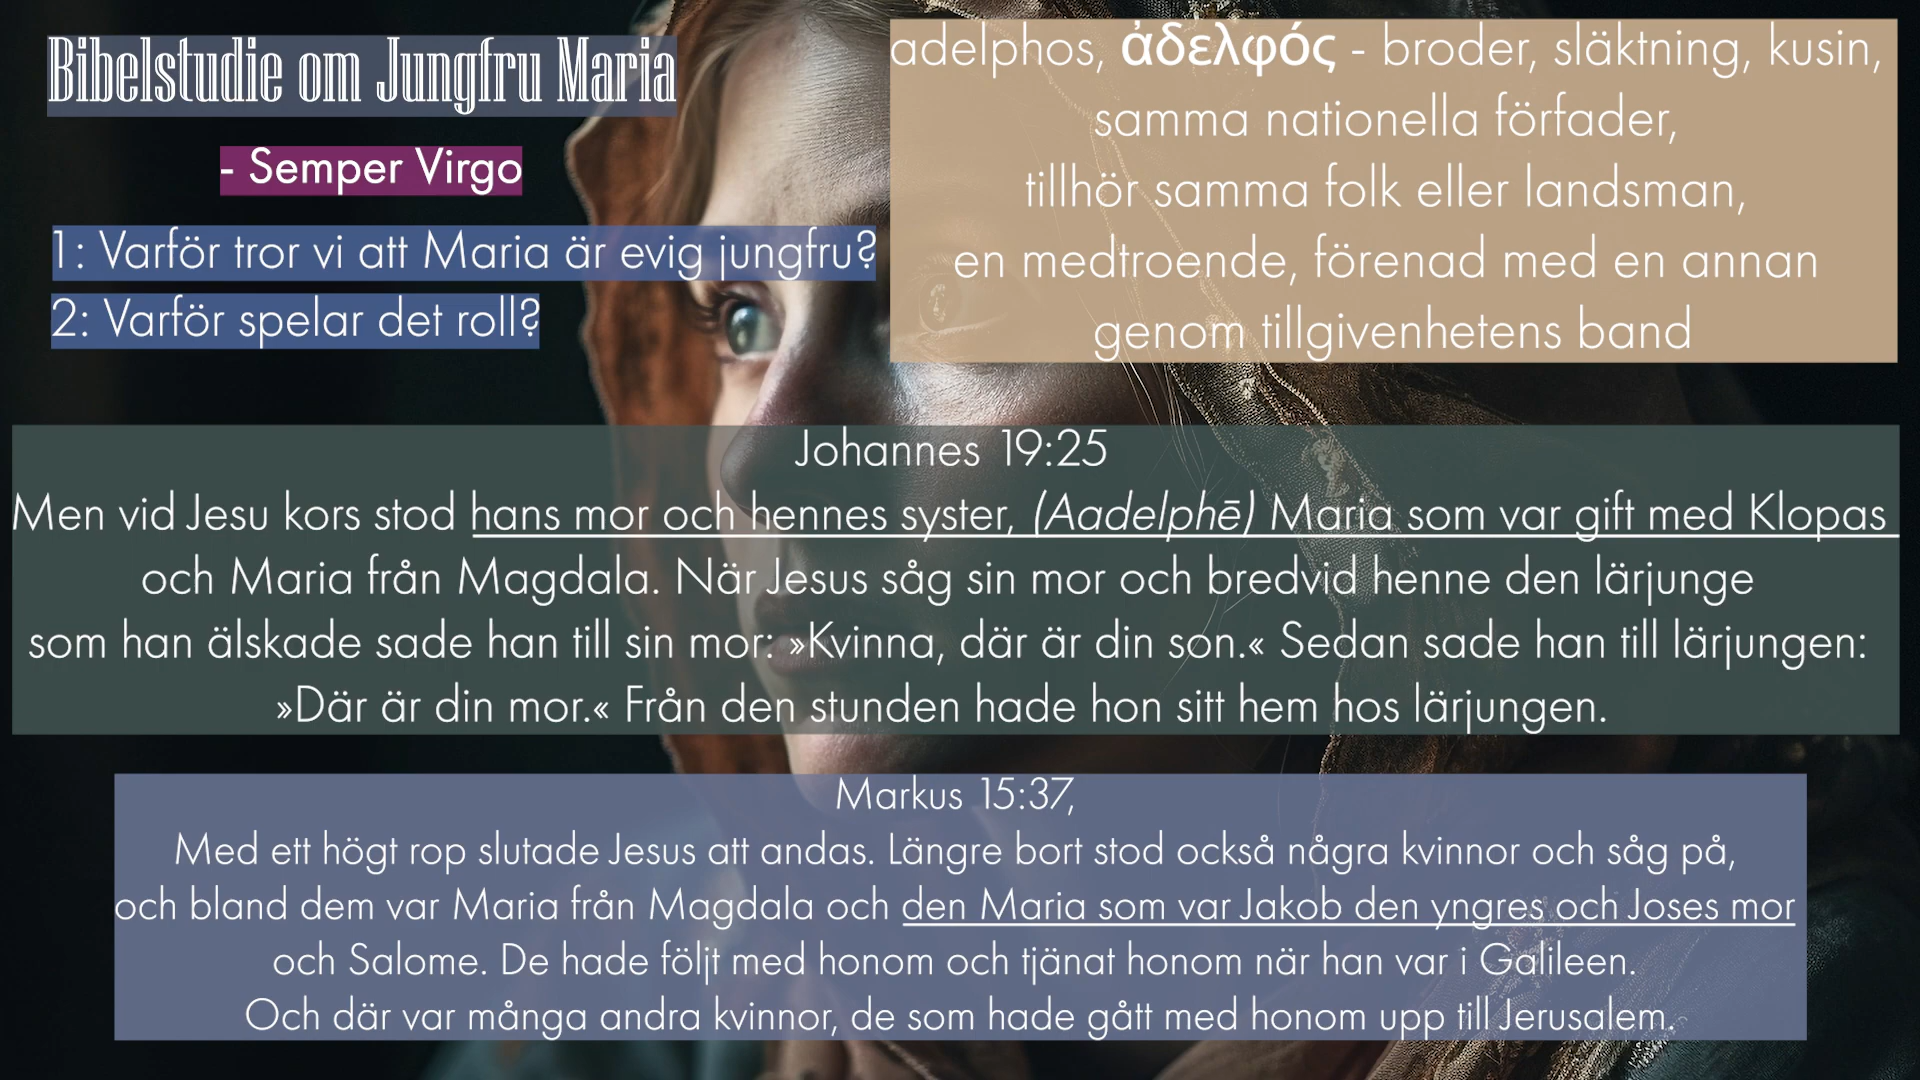 Bibelstudie om Jungfru Maria
- Semper Virgo
1: Varför tror vi att Maria är evig jungfru?
2: Varför spelar det roll?
adelphos, ἀδελφός - broder, släktning, kusin,
samma nationella förfader,
tillhör samma folk eller landsman,
en medtroende, förenad med en annan
genom tillgivenhetens band
Johannes 19:25
Men vid Jesu kors stod hans mor och hennes syster, (Aadelphē) Maria som var gift med Klopas
och Maria från Magdala. När Jesus såg sin mor och bredvid henne den lärjunge
som han älskade sade han till sin mor: »Kvinna, där är din son.« Sedan sade han till lärjungen:
»Där är din mor.« Från den stunden hade hon sitt hem hos lärjungen.
Markus 15:37,
Med ett högt rop slutade Jesus att andas. Längre bort stod också några kvinnor och såg på,
och bland dem var Maria från Magdala och den Maria som var Jakob den yngres och Joses mor
och Salome. De hade följt med honom och tjänat honom när han var i Galileen.
Och där var många andra kvinnor, de som hade gått med honom upp till Jerusalem.